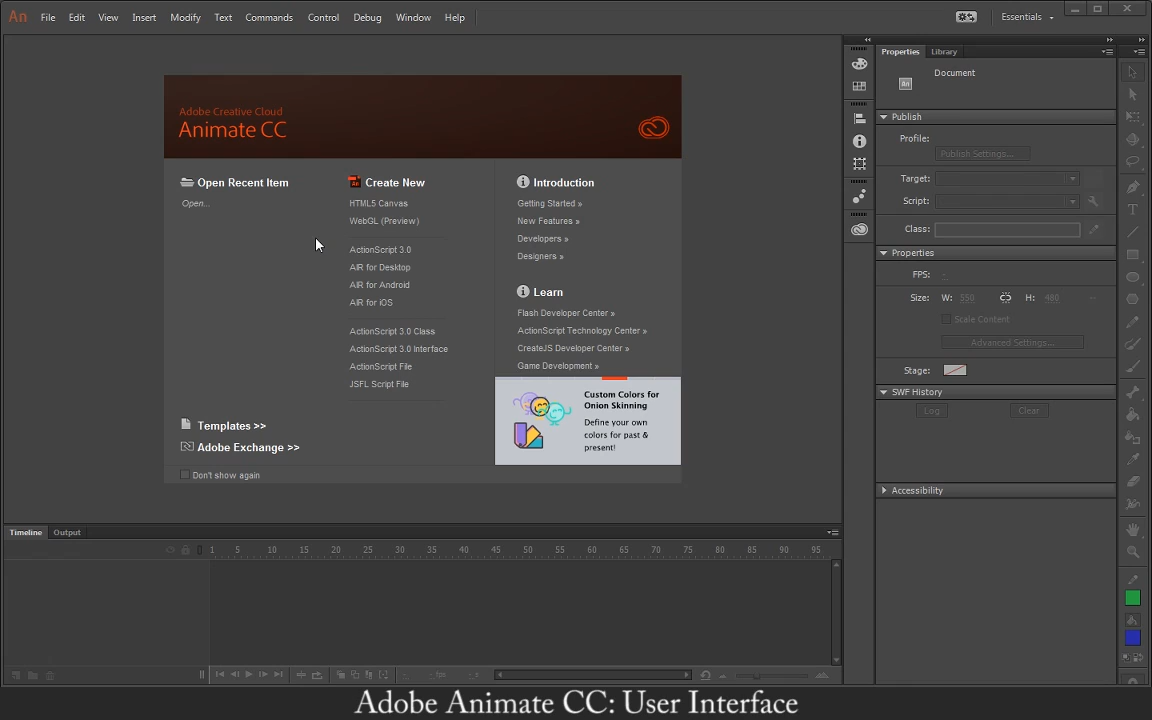 An File Edit View Insert Modify Text Commands Control Debug Window Help Essentials
Properties Library
Document
Publish
Profile:
Publish Settings...
Target:
Script:
Class:
Properties
FPS: -
Size: W: 550 H: 480
Scale Content
Advanced Settings...
Stage:
SWF History
Log Clear
Accessibility
Adobe Creative Cloud
Animate CC
Open Recent Item
Open...
Templates >>
Adobe Exchange >>
Don't show again
Create New
HTML5 Canvas
WebGL (Preview)
ActionScript 3.0
AIR for Desktop
AIR for Android
AIR for iOS
ActionScript 3.0 Class
ActionScript 3.0 Interface
ActionScript File
JSFL Script File
Introduction
Getting Started »
New Features »
Developers »
Designers »
Learn
Flash Developer Center »
ActionScript Technology Center »
CreateJS Developer Center »
Game Development »
Custom Colors for
Onion Skinning
Define your own
colors for past &
present!
Timeline Output
1 5 10 15 20 25 30 35 40 45 50 55 60 65 70 75 80 85 90 95
Adobe Animate CC: User Interface